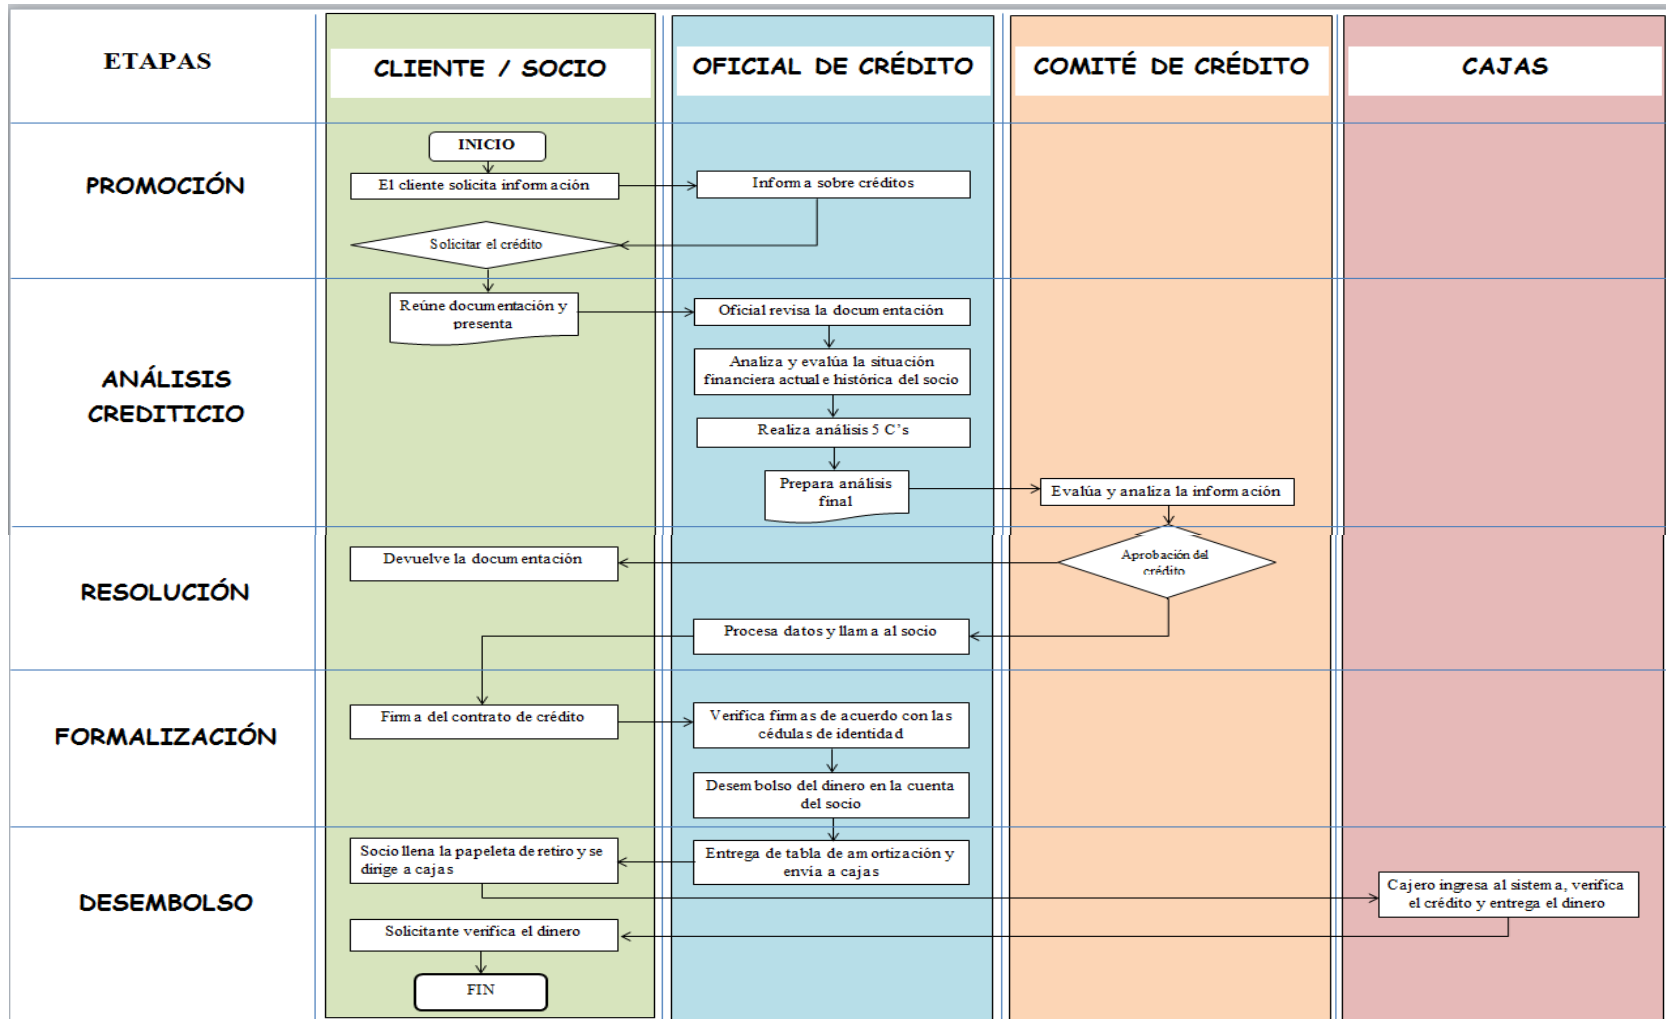 ETAPAS
CLIENTE / SOCIO
OFICIAL DE CRÉDITO
COMITÉ DE CRÉDITO
CAJAS
PROMOCIÓN
INICIO
El cliente solicita información
Informa sobre créditos
Solicitar el crédito
ANÁLISIS
CREDITICIO
Reúne documentación y
presenta
Oficial revisa la documentación
Analiza y evalúa la situación
financiera actual e histórica del socio
Realiza análisis 5 C's
Prepara análisis
final
Evalúa y analiza la información
RESOLUCIÓN
Aprobación del
crédito
Devuelve la documentación
Procesa datos y llama al socio
FORMALIZACIÓN
Firma del contrato de crédito
Verifica firmas de acuerdo con las
cédulas de identidad
Desembolso del dinero en la cuenta
del socio
DESEMBOLSO
Entrega de tabla de amortización y
envia a cajas
Socio llena la papeleta de retiro y se
dirige a cajas
Cajero ingresa al sistema, verifica
el crédito y entrega el dinero
Solicitante verifica el dinero
FIN